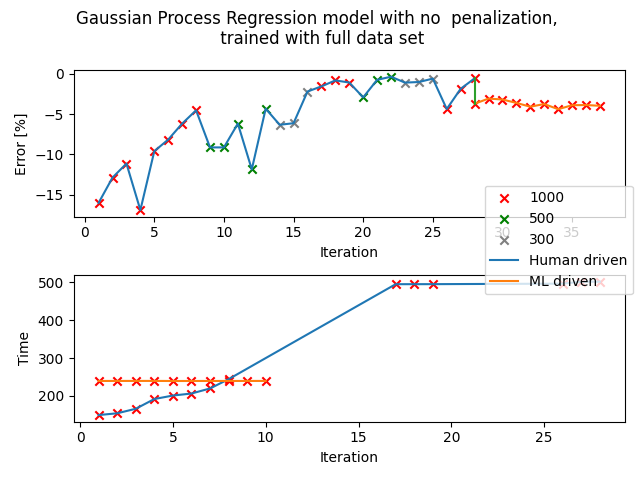 Gaussian Process Regression model with no  penalization,
trained with full data set
0
−5
−10
−15
Error [%]
0 5 10 15 20 25 30 35
Iteration
1000
500
300
Human driven
ML driven
500
400
300
200
Time
0 5 10 15 20 25
Iteration